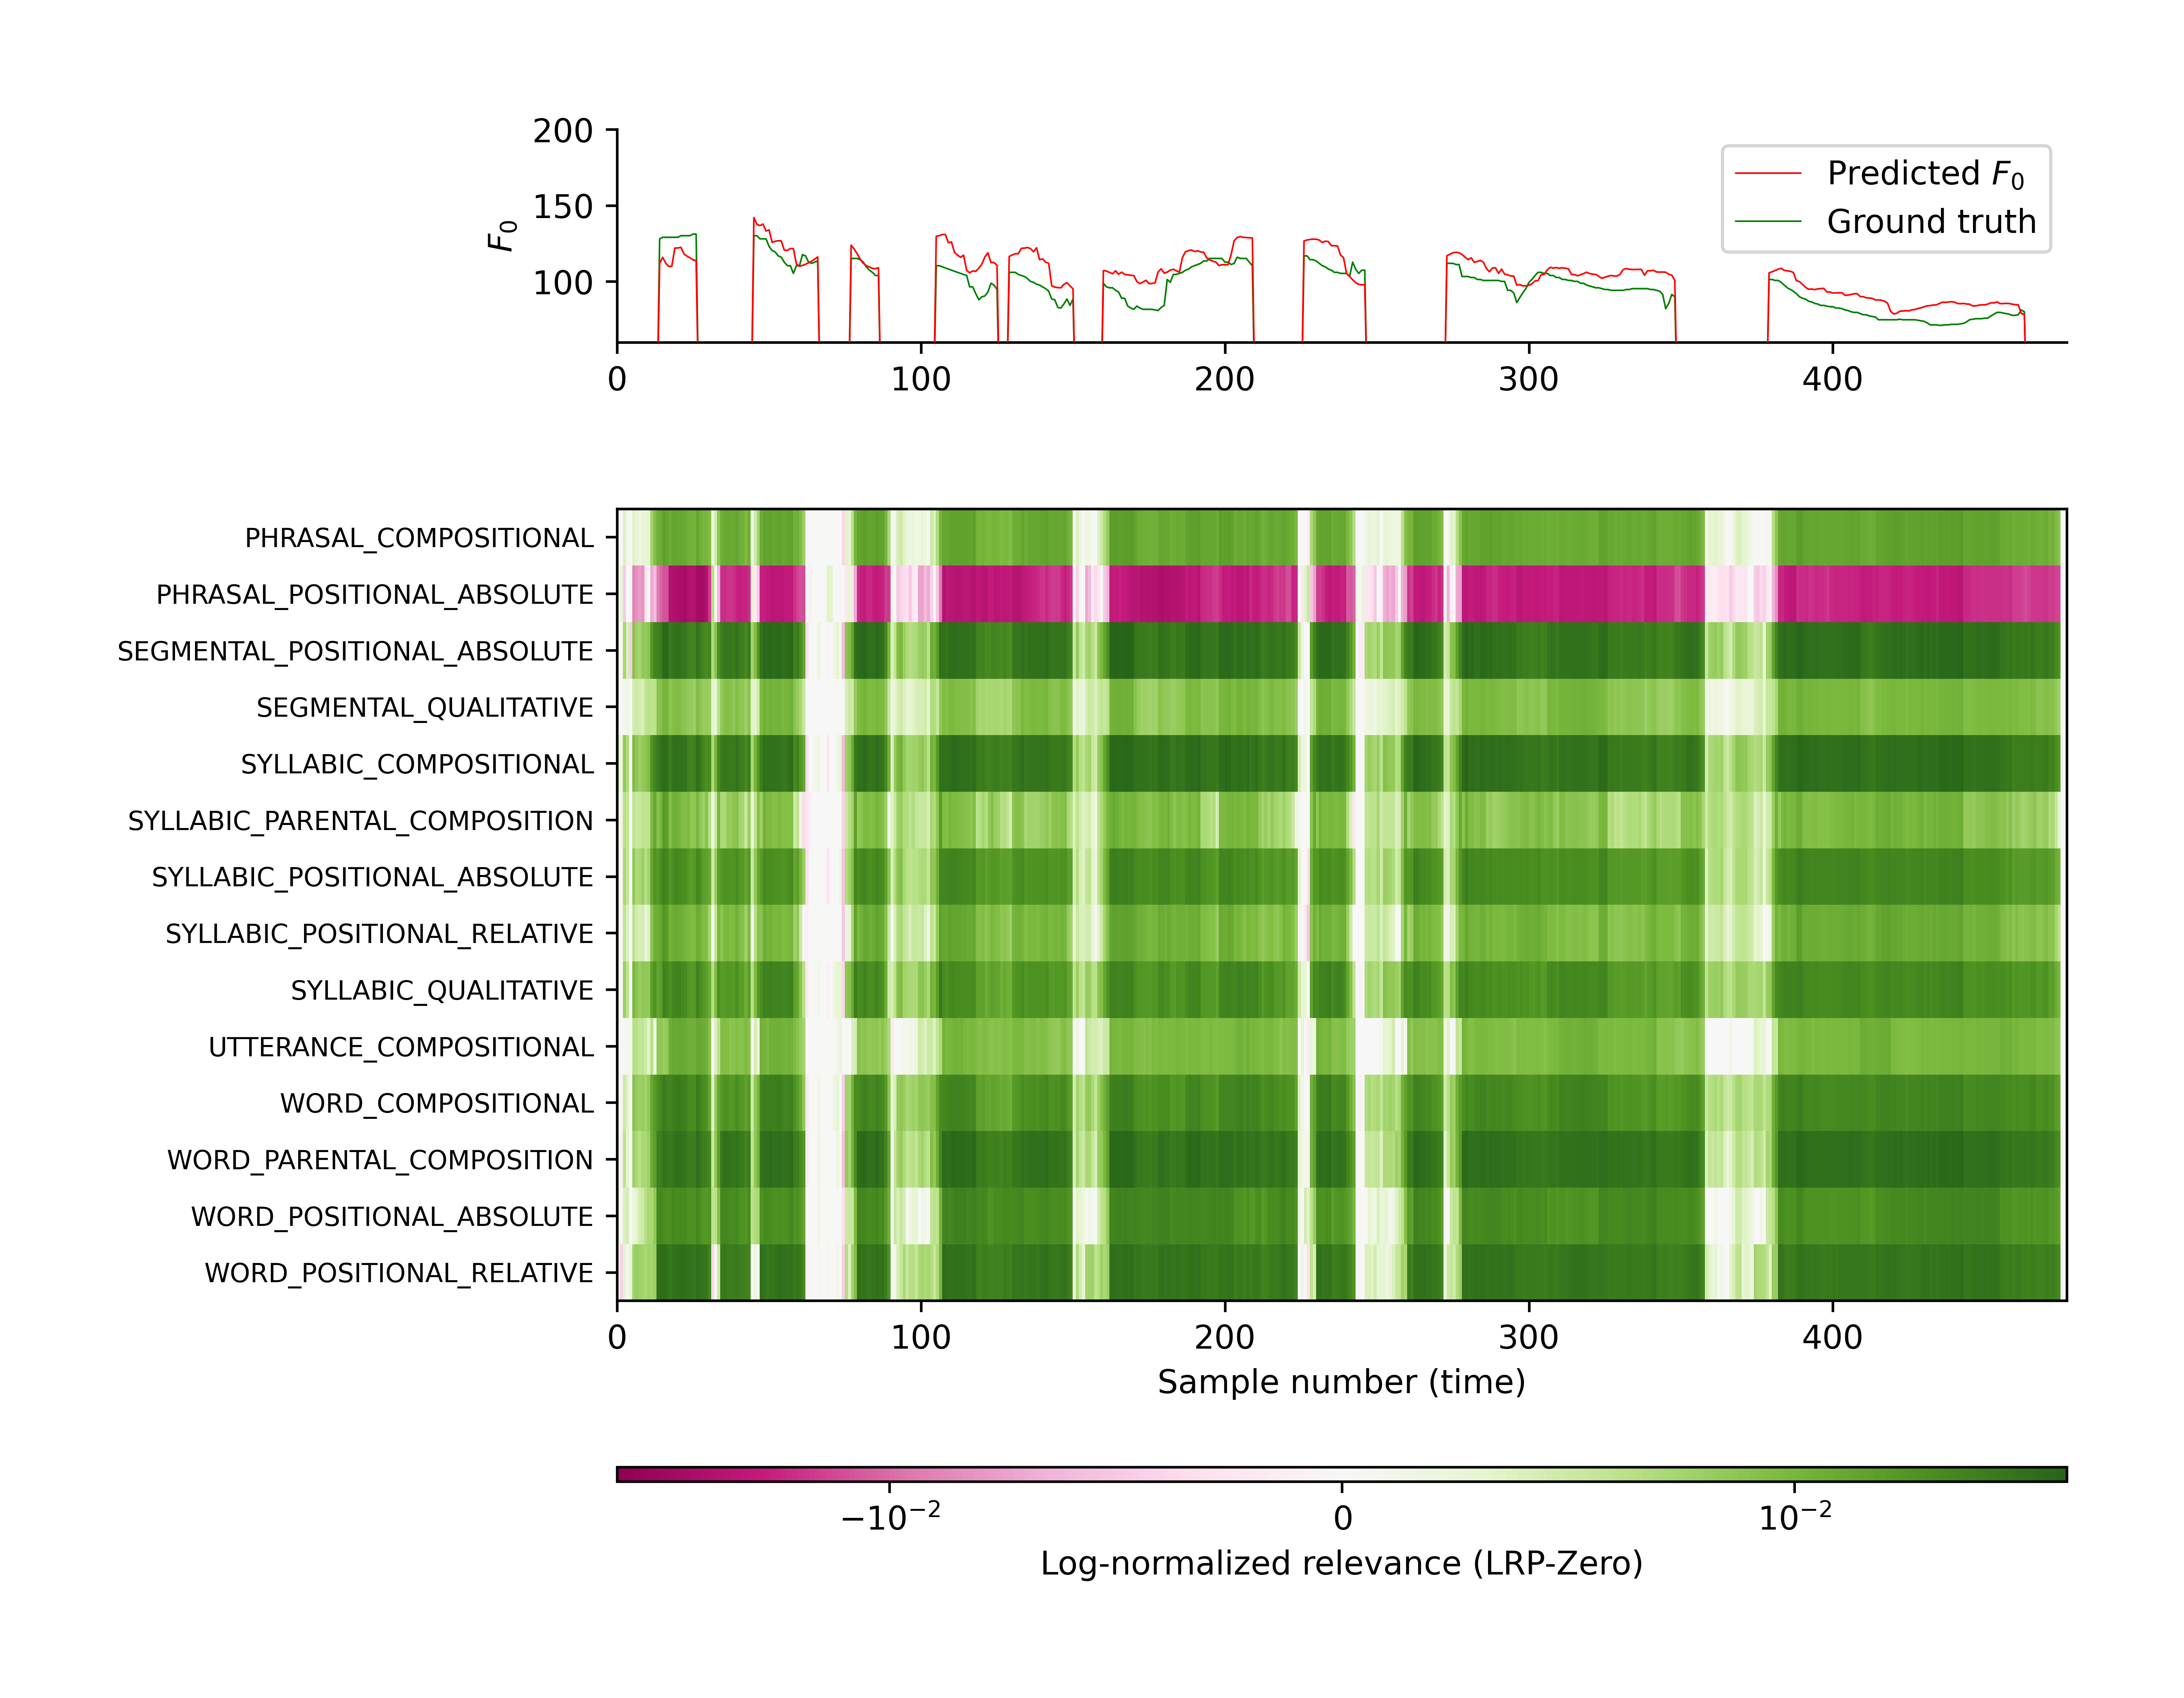 200
150
100
F₀
Predicted F₀
Ground truth
0 100 200 300 400
PHRASAL_COMPOSITIONAL
PHRASAL_POSITIONAL_ABSOLUTE
SEGMENTAL_POSITIONAL_ABSOLUTE
SEGMENTAL_QUALITATIVE
SYLLABIC_COMPOSITIONAL
SYLLABIC_PARENTAL_COMPOSITION
SYLLABIC_POSITIONAL_ABSOLUTE
SYLLABIC_POSITIONAL_RELATIVE
SYLLABIC_QUALITATIVE
UTTERANCE_COMPOSITIONAL
WORD_COMPOSITIONAL
WORD_PARENTAL_COMPOSITION
WORD_POSITIONAL_ABSOLUTE
WORD_POSITIONAL_RELATIVE
0 100 200 300 400
Sample number (time)
−10⁻² 0 10⁻²
Log-normalized relevance (LRP-Zero)